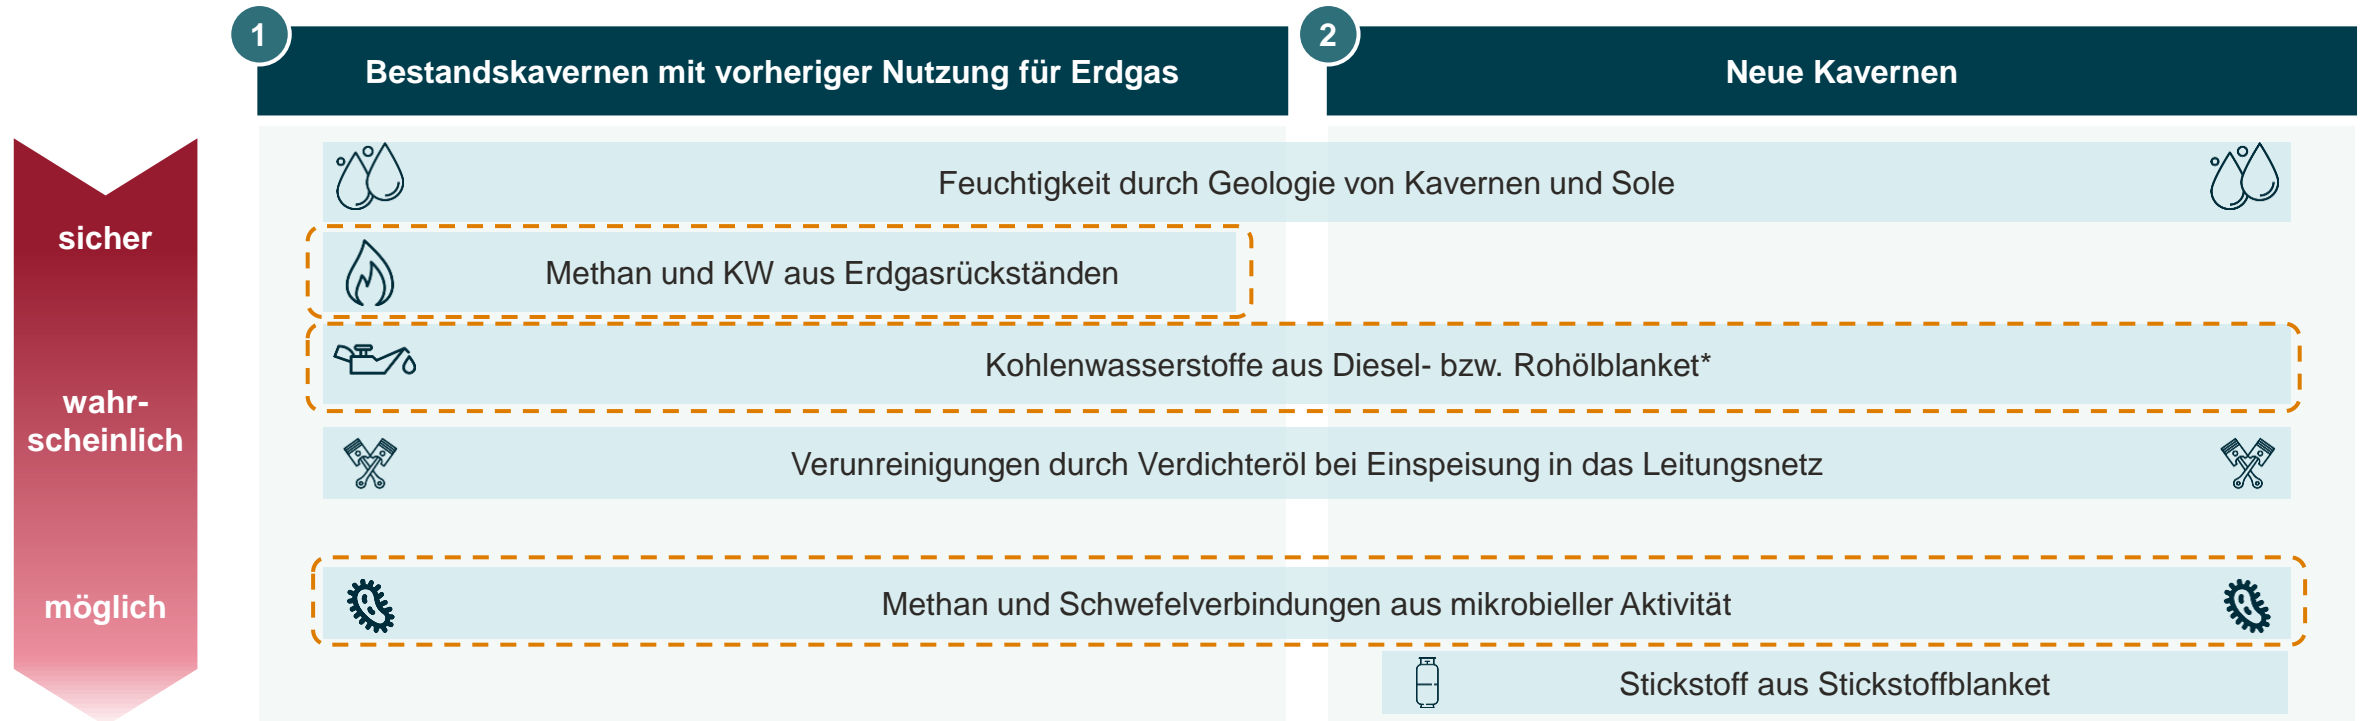 1
Bestandskavernen mit vorheriger Nutzung für Erdgas
2
Neue Kavernen
sicher
Feuchtigkeit durch Geologie von Kavernen und Sole
Methan und KW aus Erdgasrückständen
wahr-
scheinlich
Kohlenwasserstoffe aus Diesel- bzw. Rohölblanket*
Verunreinigungen durch Verdichteröl bei Einspeisung in das Leitungsnetz
möglich
Methan und Schwefelverbindungen aus mikrobieller Aktivität
Stickstoff aus Stickstoffblanket